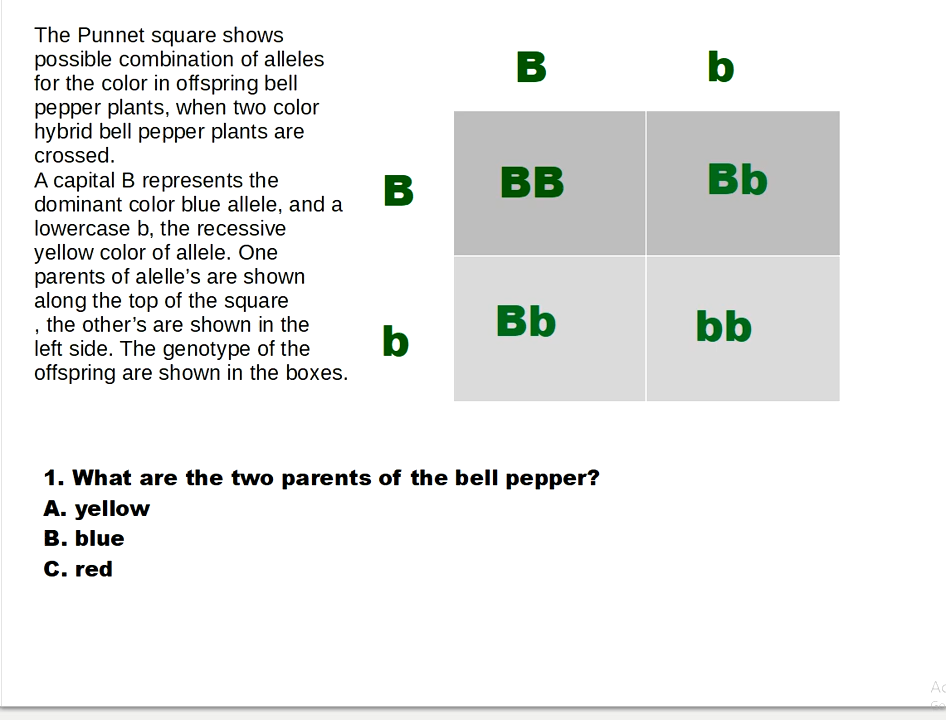 The Punnet square shows
possible combination of alleles
for the color in offspring bell
pepper plants, when two color
hybrid bell pepper plants are
crossed.
A capital B represents the
dominant color blue allele, and a
lowercase b, the recessive
yellow color of allele. One
parents of alelle’s are shown
along the top of the square
, the other’s are shown in the
left side. The genotype of the
offspring are shown in the boxes.
B b
B BB Bb
b Bb bb
1. What are the two parents of the bell pepper?
A. yellow
B. blue
C. red